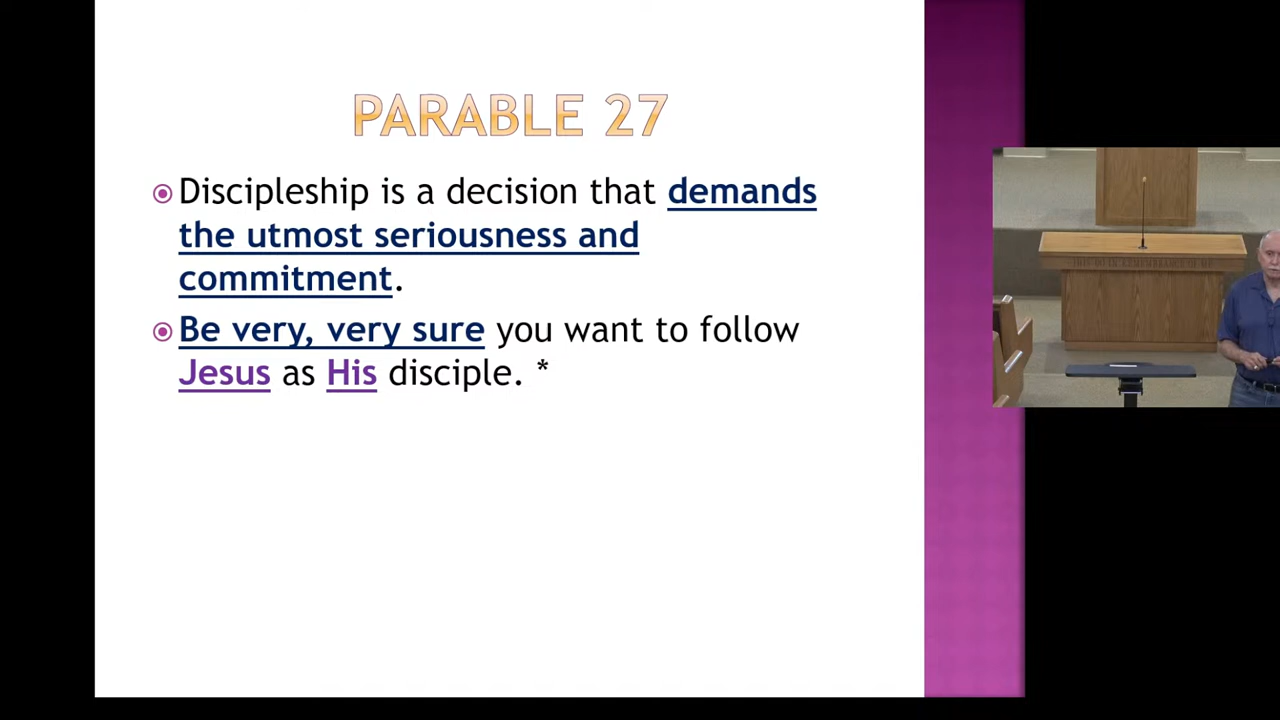 PARABLE 27
Discipleship is a decision that demands
the utmost seriousness and
commitment.
Be very, very sure you want to follow
Jesus as His disciple. *